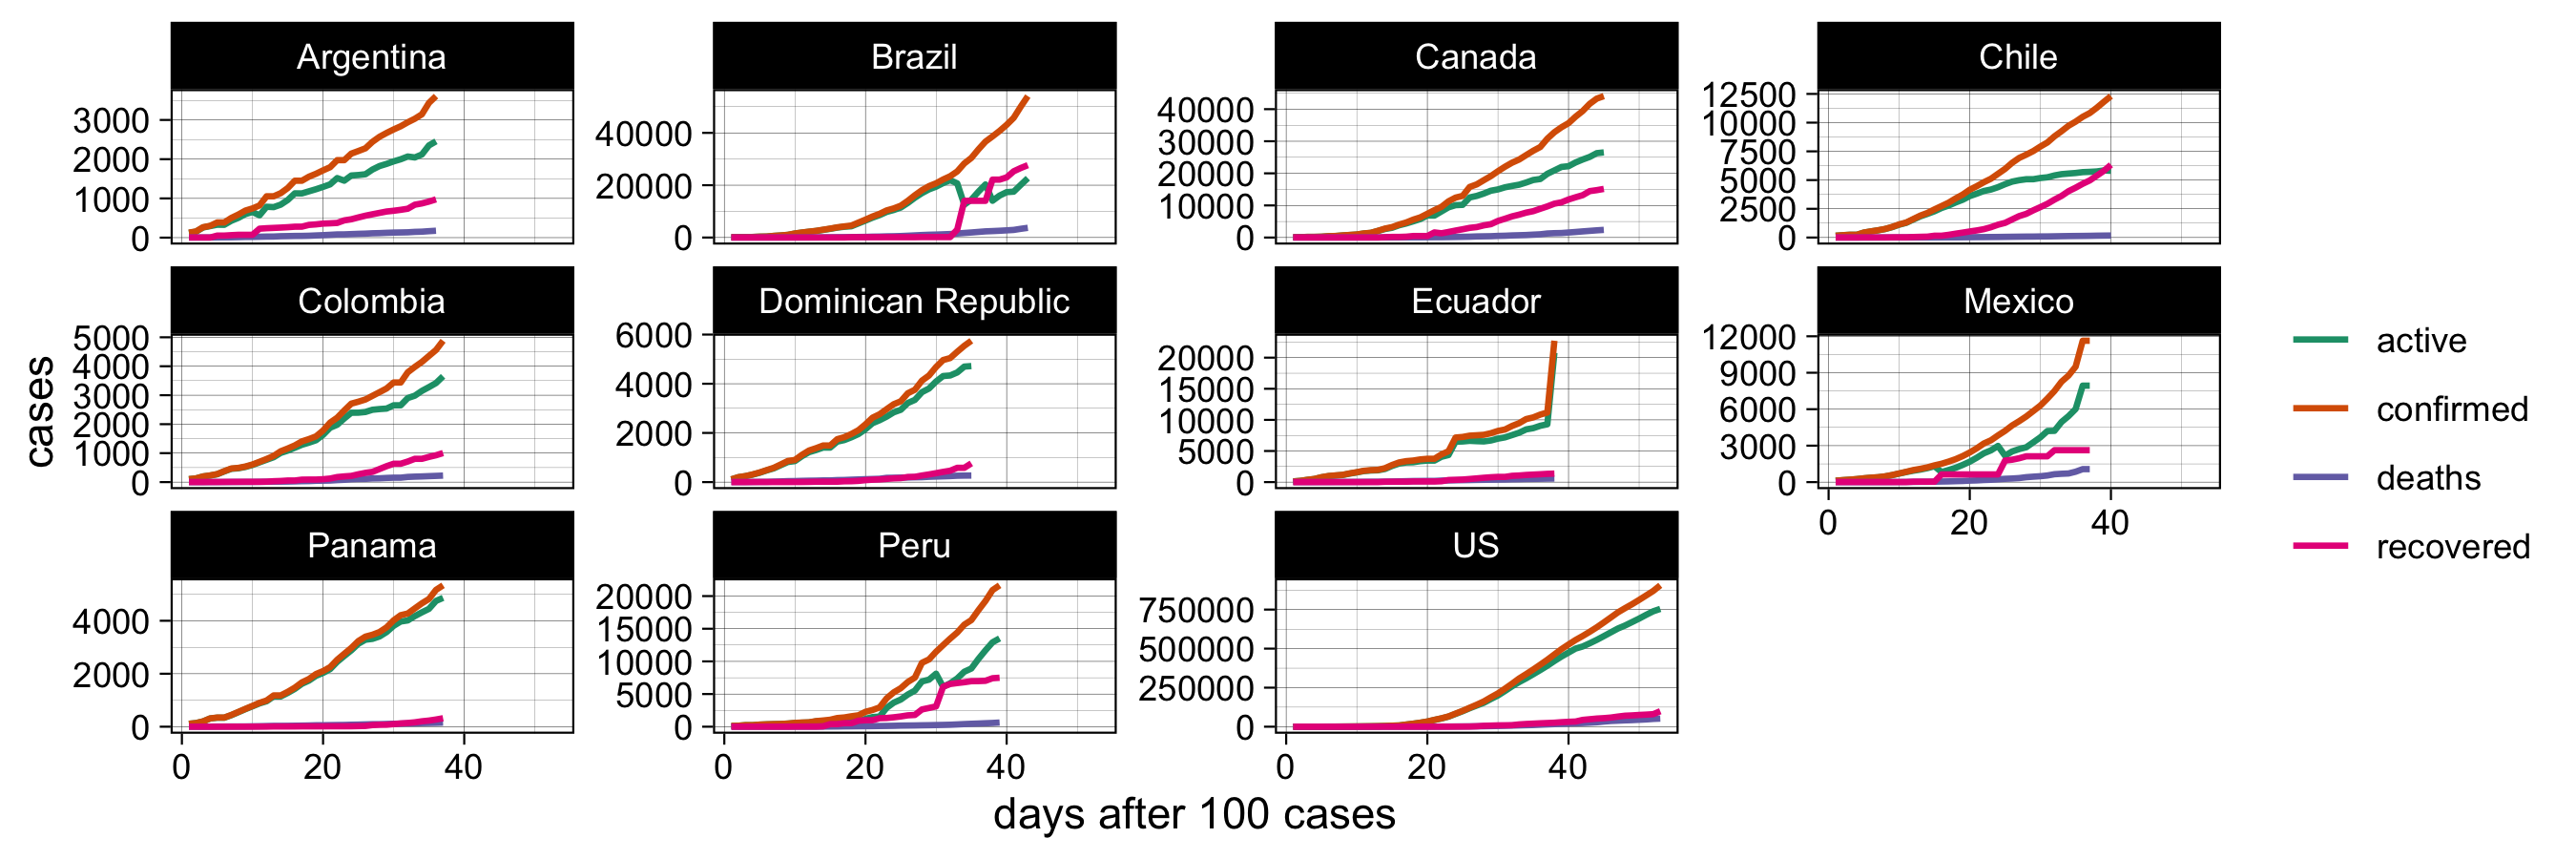 Argentina
Brazil
Canada
Chile
3000
2000
1000
0
40000
20000
0
40000
30000
20000
10000
0
12500
10000
7500
5000
2500
0
Colombia
Dominican Republic
Ecuador
Mexico
5000
4000
3000
2000
1000
0
6000
4000
2000
0
20000
15000
10000
5000
0
12000
9000
6000
3000
0
0 20 40
Panama
Peru
US
4000
2000
0
20000
15000
10000
5000
0
750000
500000
250000
0
0 20 40
0 20 40
0 20 40
days after 100 cases
cases
active
confirmed
deaths
recovered